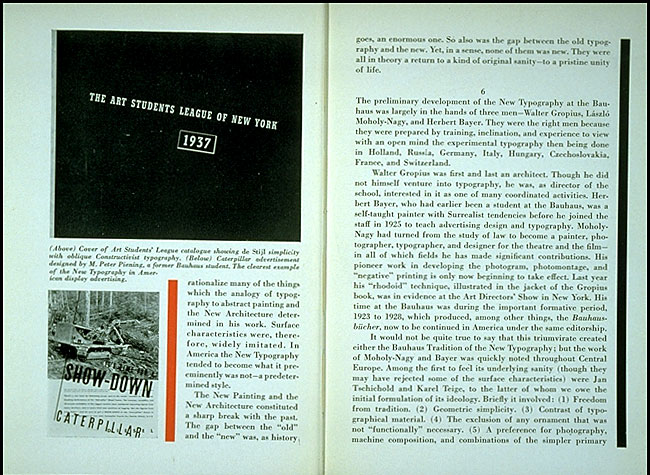 THE ART STUDENTS LEAGUE OF NEW YORK
1937
(Above) Cover of Art Students' League catalogue showing de Stijl simplicity
with oblique Constructivist typography. (Below) Caterpillar advertisement
designed by M. Peter Piening, a former Bauhaus student. The clearest example
of the New Typography in Amer-
ican display advertising.
SHOW-DOWN
CATERPILLAR
rationalize many of the things
which the analogy of typog-
raphy to abstract painting and
the New Architecture deter-
mined in his work. Surface
characteristics were, there-
fore, widely imitated. In
America the New Typography
tended to become what it pre-
eminently was not—a predeter-
mined style.
The New Painting and the
New Architecture constituted
a sharp break with the past.
The gap between the "old"
and the "new" was, as history
goes, an enormous one. So also was the gap between the old typog-
raphy and the new. Yet, in a sense, none of them was new. They were
all in theory a return to a kind of original sanity—to a pristine unity
of life.
6
The preliminary development of the New Typography at the Bau-
haus was largely in the hands of three men—Walter Gropius, László
Moholy-Nagy, and Herbert Bayer. They were the right men because
they were prepared by training, inclination, and experience to view
with an open mind the experimental typography then being done
in Holland, Russia, Germany, Italy, Hungary, Czechoslovakia,
France, and Switzerland.
Walter Gropius was first and last an architect. Though he did
not himself venture into typography, he was, as director of the
school, interested in it as one of many coordinated activities. Her-
bert Bayer, who had earlier been a student at the Bauhaus, was a
self-taught painter with Surrealist tendencies before he joined the
staff in 1925 to teach advertising design and typography. Moholy-
Nagy had turned from the study of law to become a painter, pho-
tographer, typographer, and designer for the theatre and the film—
in all of which fields he has made significant contributions. His
pioneer work in developing the photogram, photomontage, and
"negative" printing is only now beginning to take effect. Last year
his "rhodoid" technique, illustrated in the jacket of the Gropius
book, was in evidence at the Art Directors' Show in New York. His
time at the Bauhaus was during the important formative period,
1923 to 1928, which produced, among other things, the Bauhaus-
bücher, now to be continued in America under the same editorship.
It would not be quite true to say that this triumvirate created
either the Bauhaus Tradition of the New Typography; but the work
of Moholy-Nagy and Bayer was quickly noted throughout Central
Europe. Among the first to feel its underlying sanity (though they
may have rejected some of the surface characteristics) were Jan
Tschichold and Karel Teige, to the latter of whom we owe the
initial formulation of its ideology. Briefly it involved: (1) Freedom
from tradition. (2) Geometric simplicity. (3) Contrast of typo-
graphical material. (4) The exclusion of any ornament that was
not "functionally" necessary. (5) A preference for photography,
machine composition, and combinations of the simpler primary